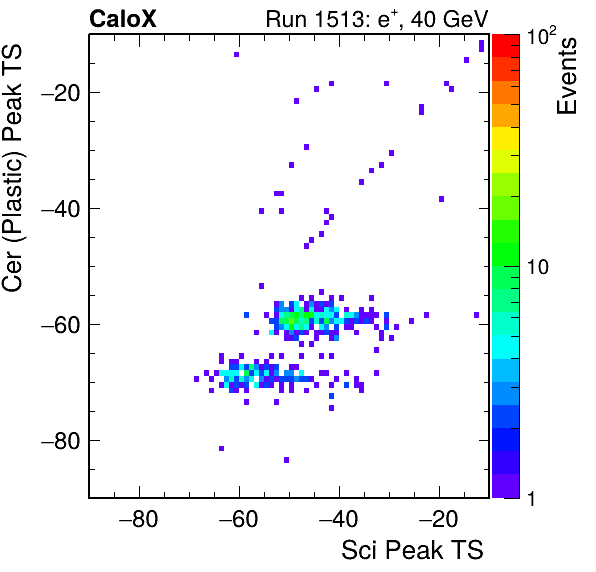 CaloX Run 1513: e⁺, 40 GeV
Cer (Plastic) Peak TS
−20
−40
−60
−80
−80 −60 −40 −20
Sci Peak TS
10²
10
1
Events